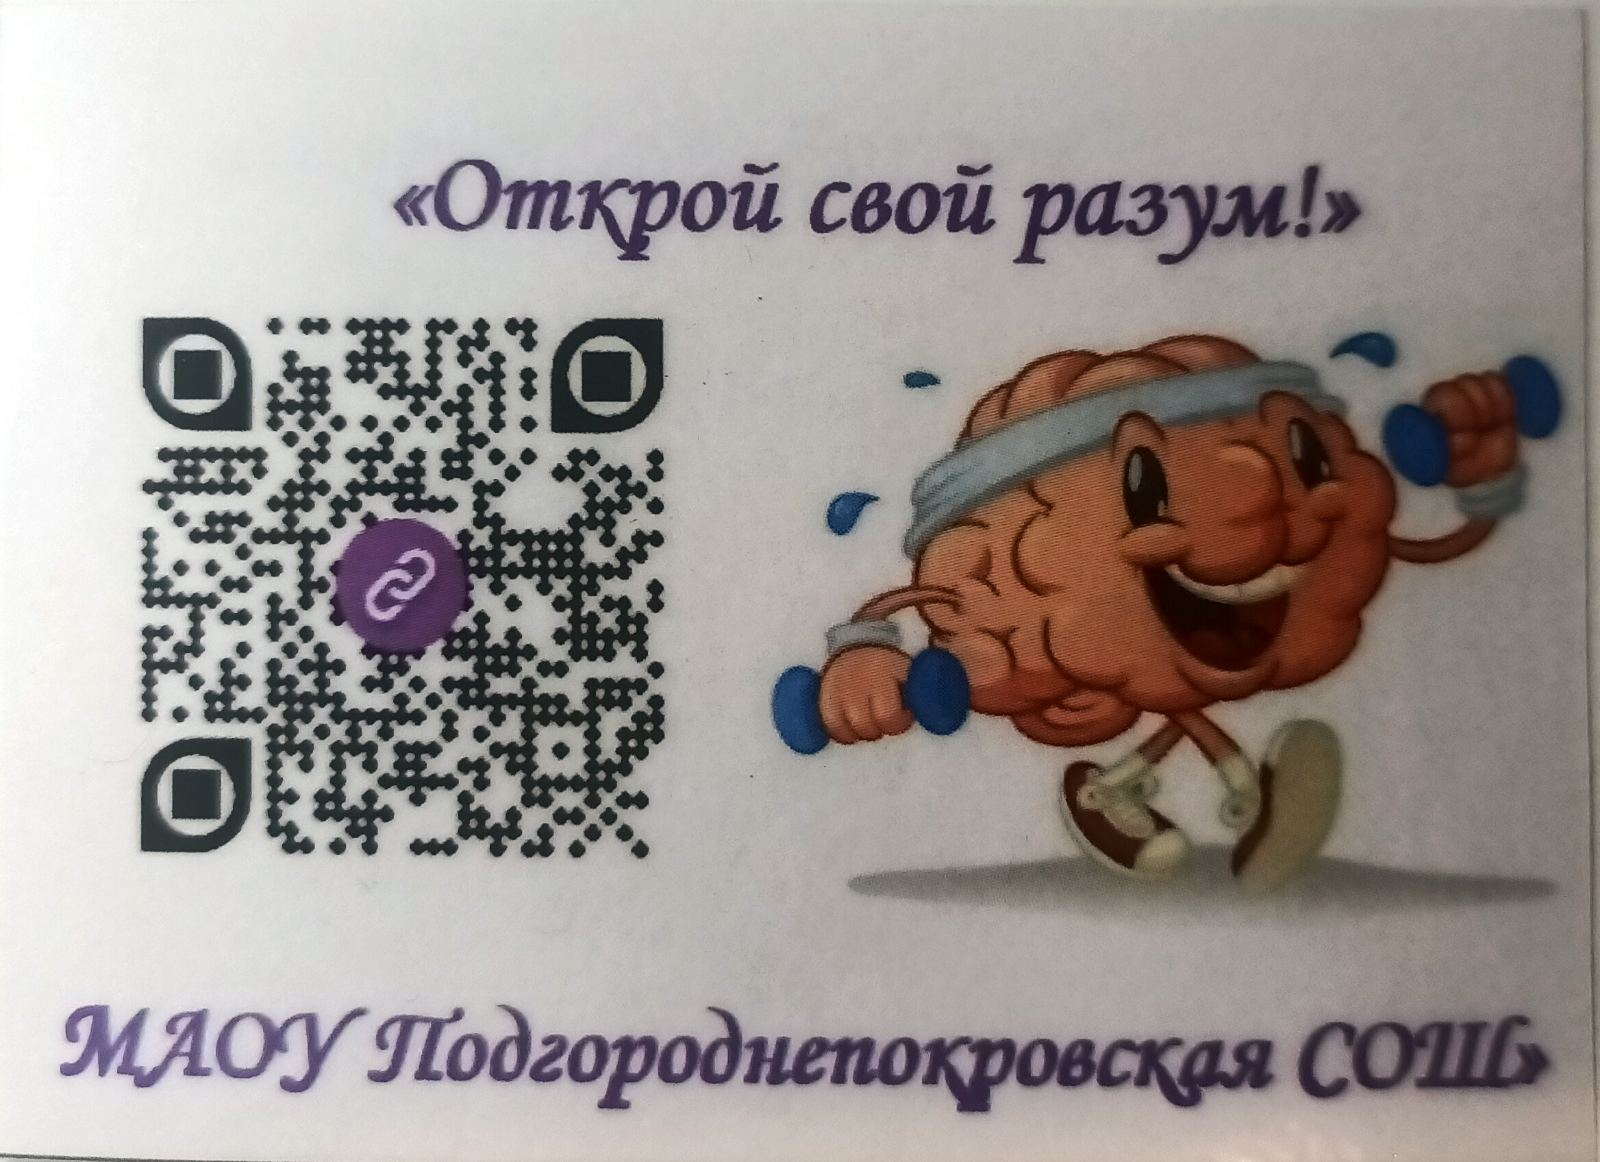 «Открой свой разум!»
МАОУ Подгороднепокровская СОШ»